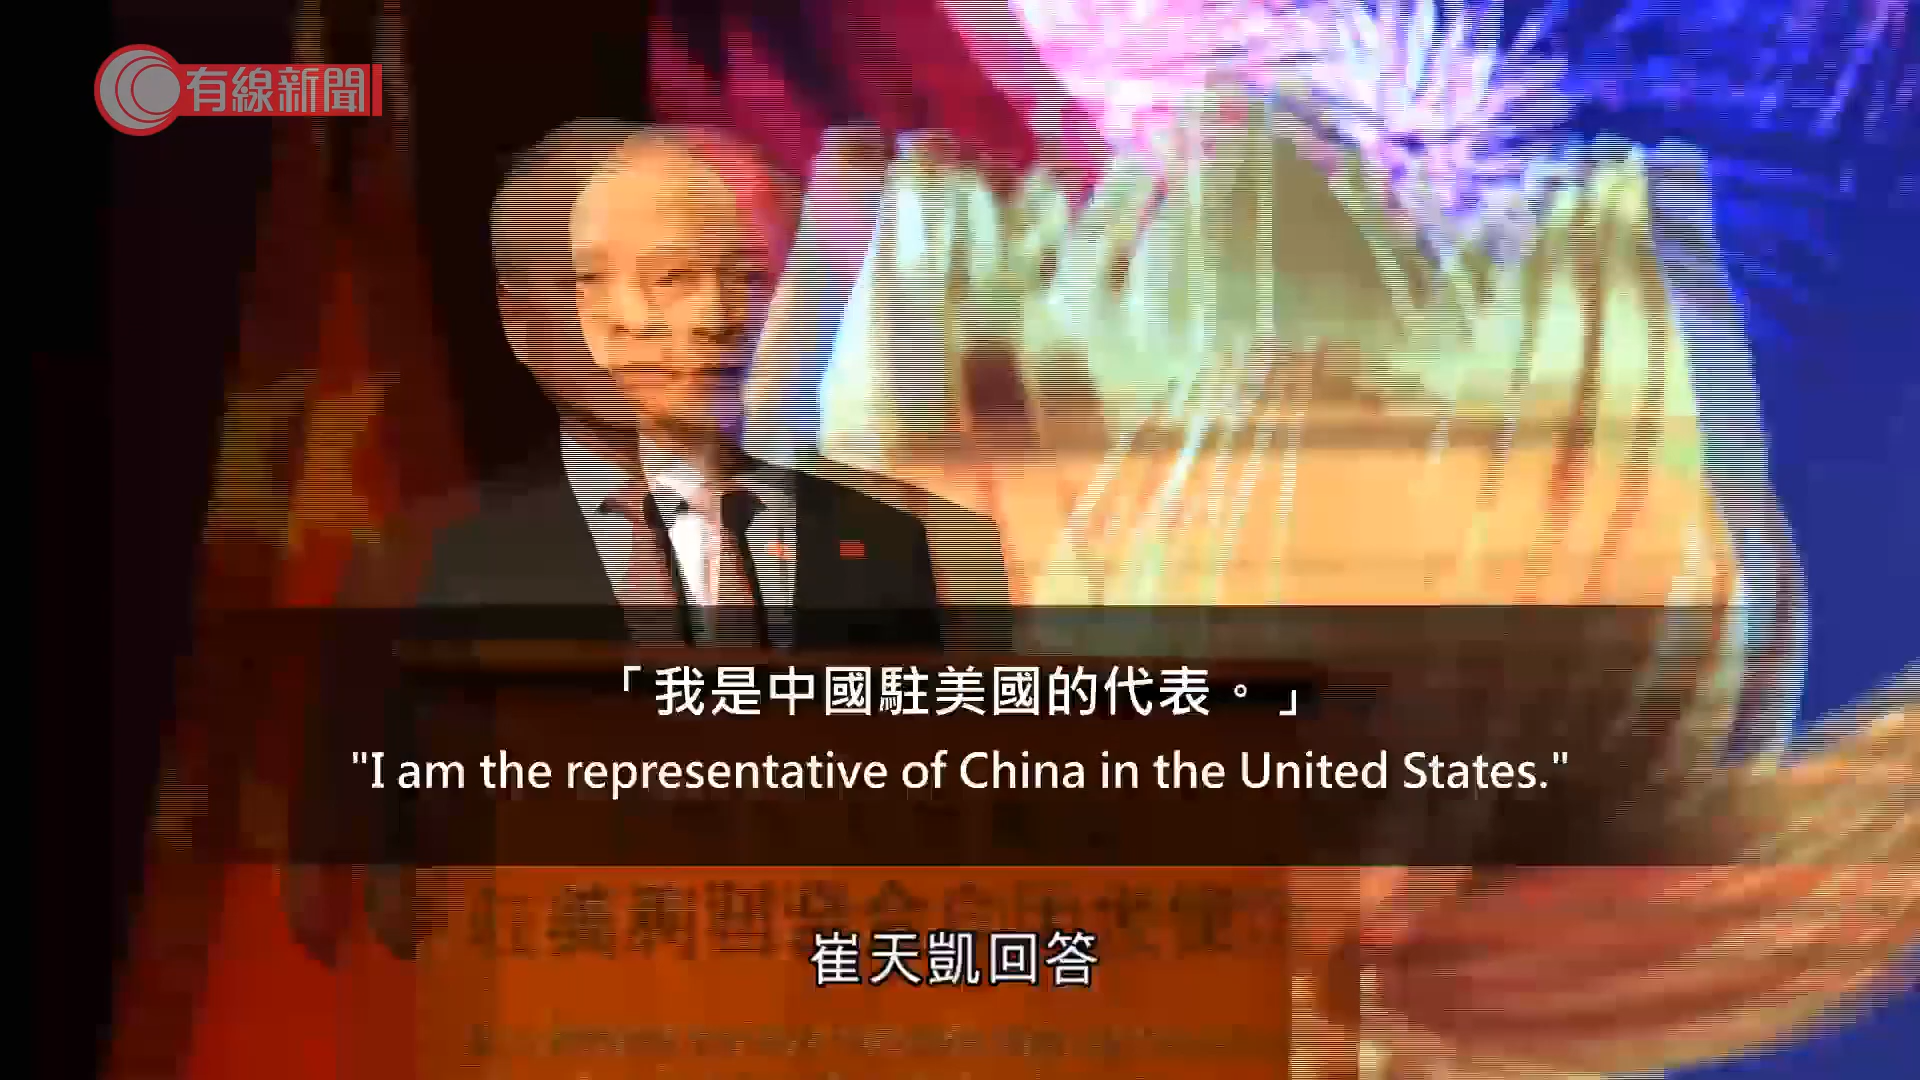 有線新聞
「我是中國駐美國的代表。」
"I am the representative of China in the United States."
崔天凱回答